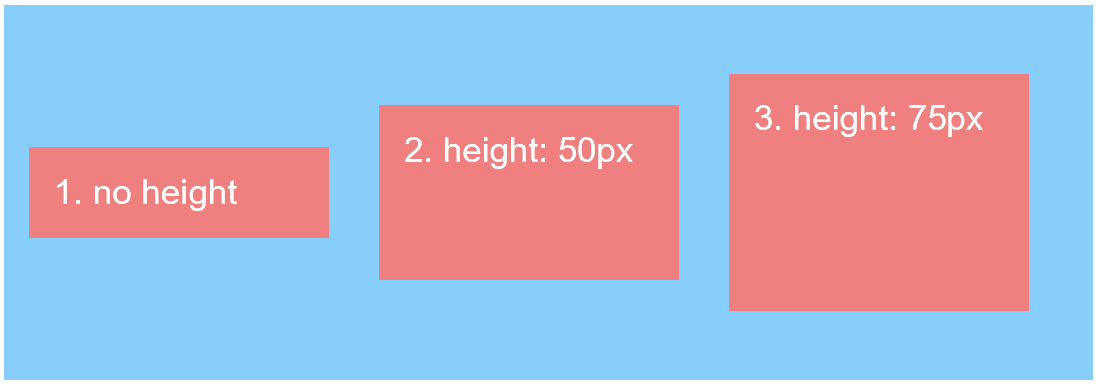 1. no height
2. height: 50px
3. height: 75px